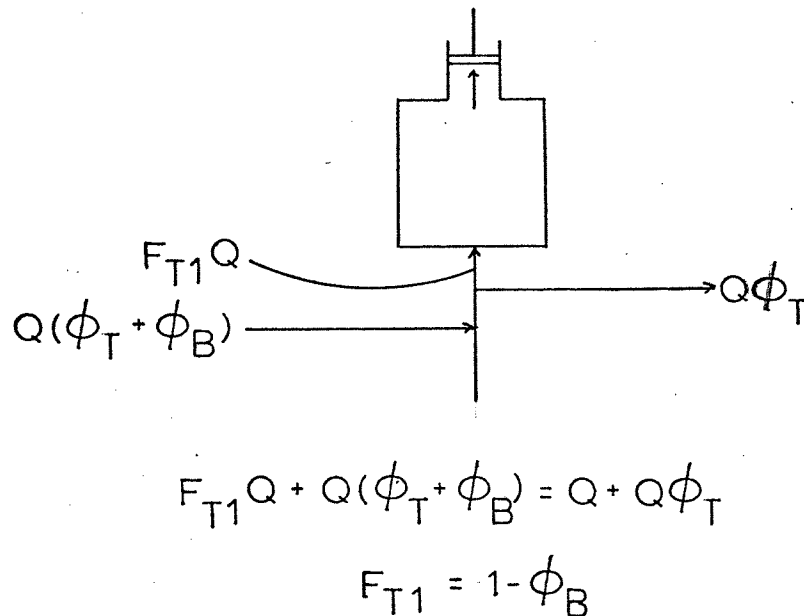 F_T1 Q
Qϕ_T
Q(ϕ_T + ϕ_B)
F_T1 Q + Q(ϕ_T + ϕ_B) = Q + Qϕ_T
F_T1 = 1 - ϕ_B